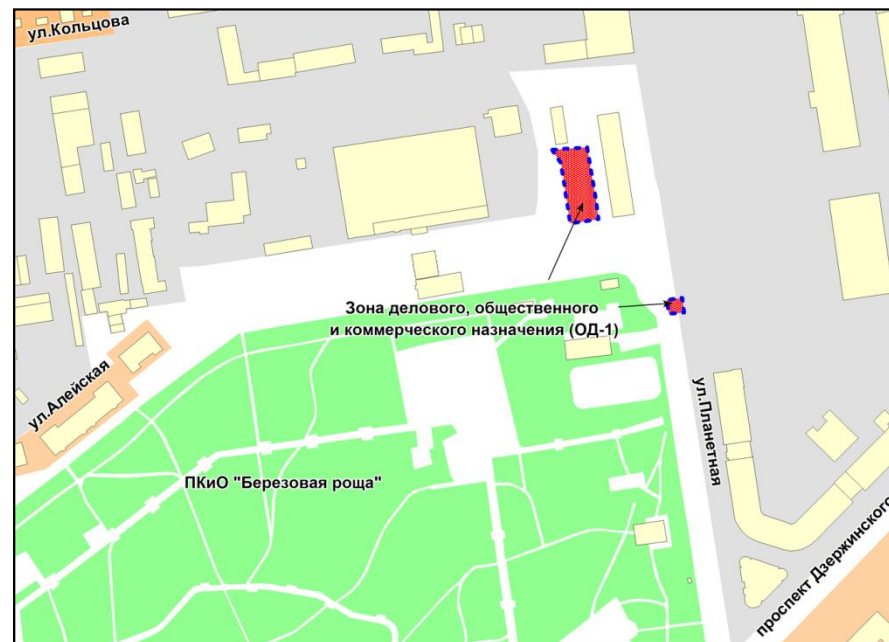 ул.Кольцова
Зона делового, общественного
и коммерческого назначения (ОД-1)
ул.Алейская
ул.Планетная
ПКиО "Березовая роща"
проспект Дзержинского